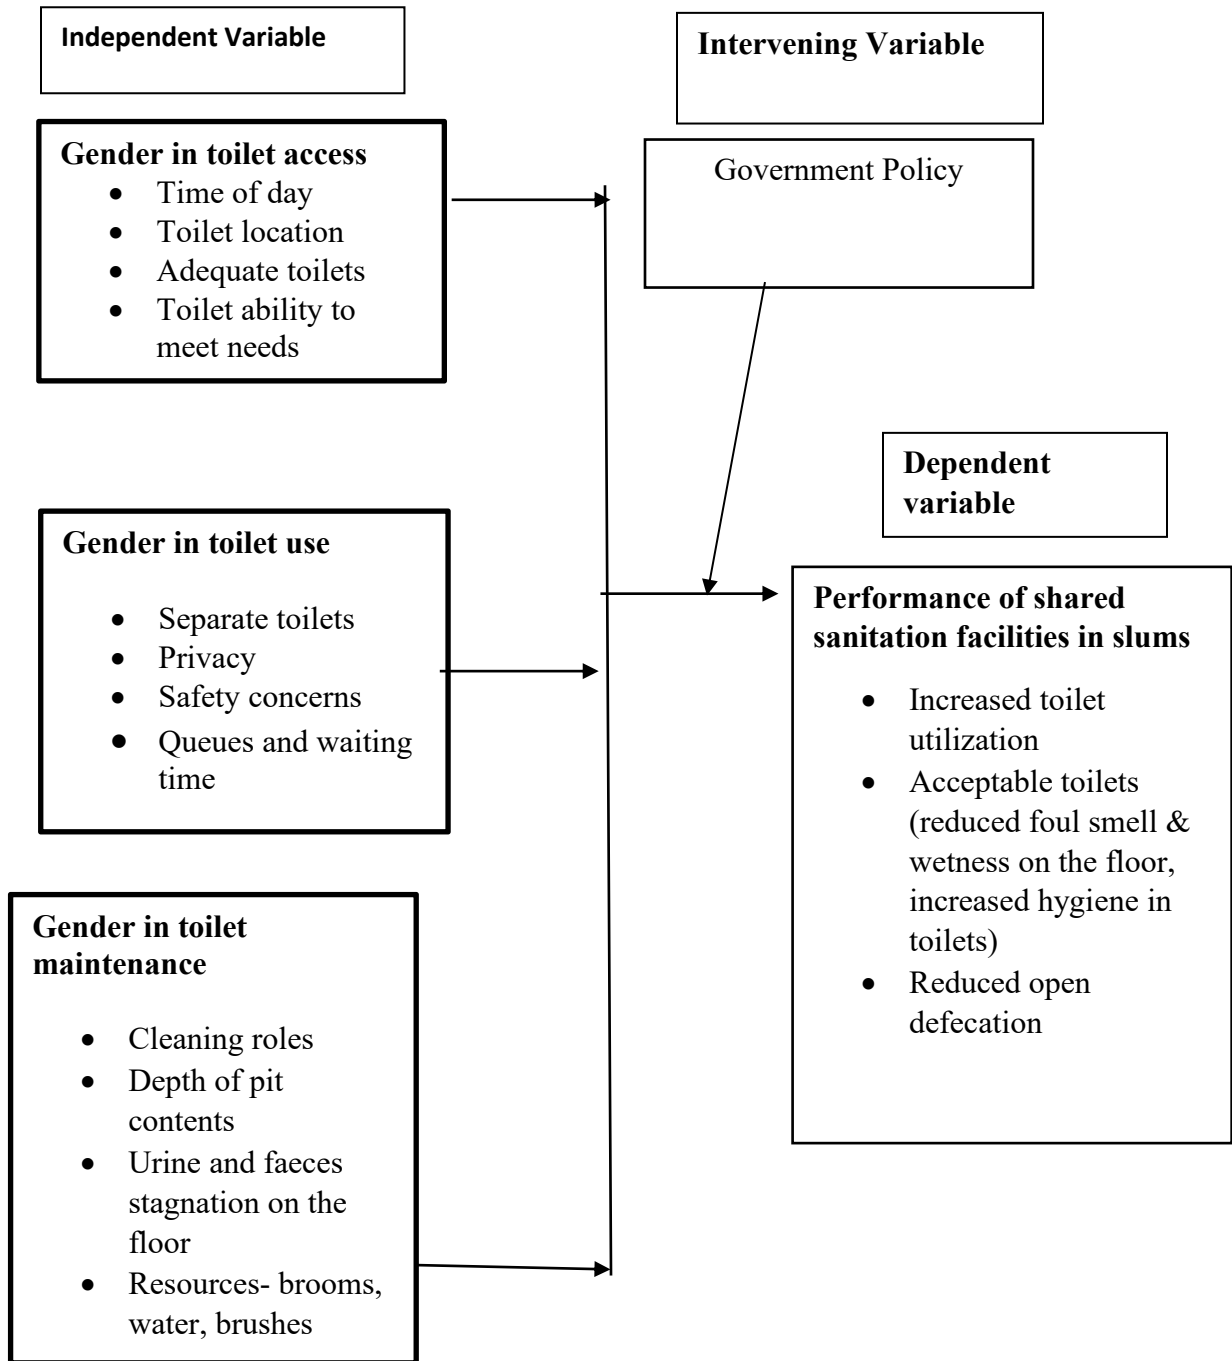 Independent Variable
Gender in toilet access
• Time of day
• Toilet location
• Adequate toilets
• Toilet ability to
meet needs
Gender in toilet use
• Separate toilets
• Privacy
• Safety concerns
• Queues and waiting
time
Gender in toilet
maintenance
• Cleaning roles
• Depth of pit
contents
• Urine and faeces
stagnation on the
floor
• Resources- brooms,
water, brushes
Intervening Variable
Government Policy
Dependent
variable
Performance of shared
sanitation facilities in slums
• Increased toilet
utilization
• Acceptable toilets
(reduced foul smell &
wetness on the floor,
increased hygiene in
toilets)
• Reduced open
defecation